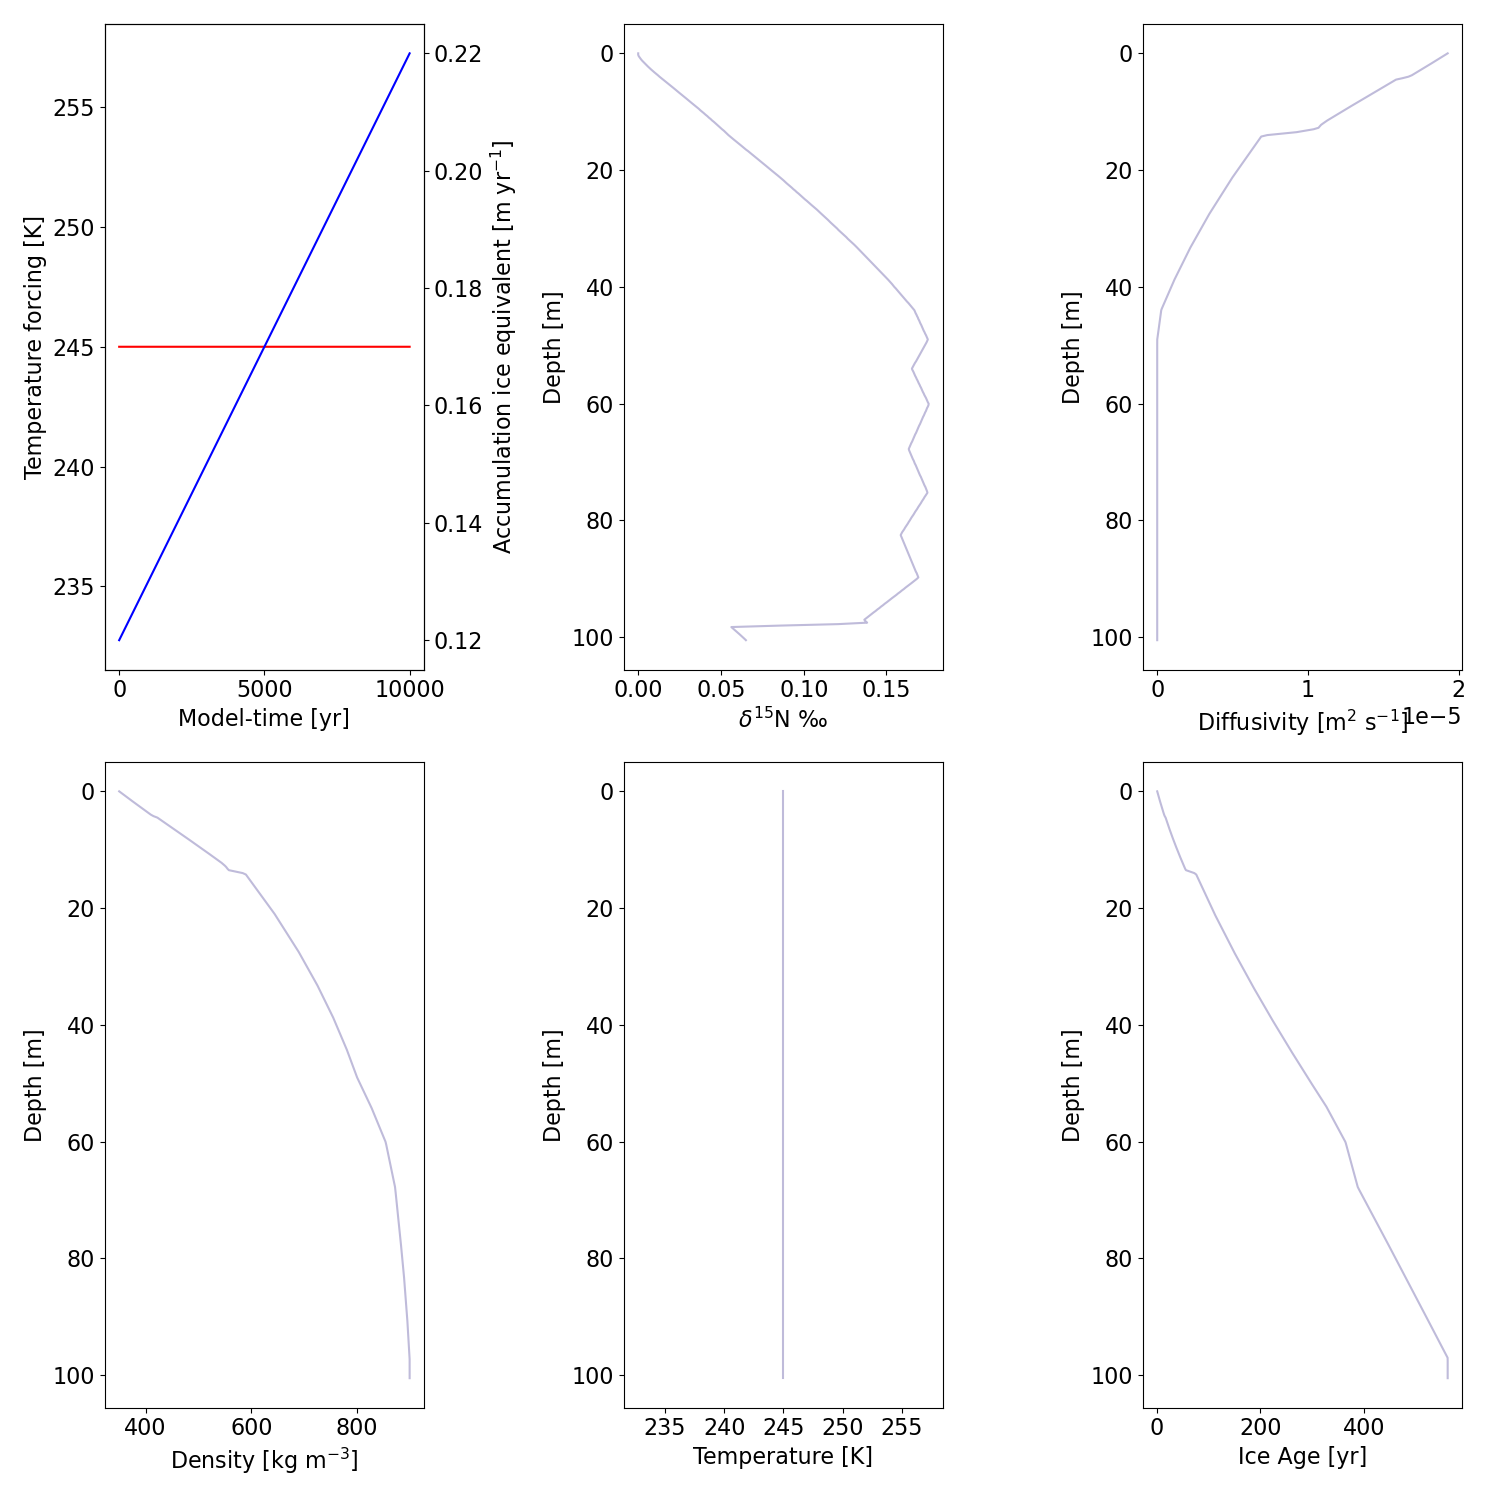 Temperature forcing [K]
255
250
245
240
235
0 5000 10000
Model-time [yr]
0.22
0.20
0.18
0.16
0.14
0.12
Accumulation ice equivalent [m yr⁻¹]
Depth [m]
0
20
40
60
80
100
0.00 0.05 0.10 0.15
δ¹⁵N ‰
Depth [m]
0
20
40
60
80
100
0 1 2
Diffusivity [m² s⁻¹]
1e−5
Depth [m]
0
20
40
60
80
100
400 600 800
Density [kg m⁻³]
Depth [m]
0
20
40
60
80
100
235 240 245 250 255
Temperature [K]
Depth [m]
0
20
40
60
80
100
0 200 400
Ice Age [yr]